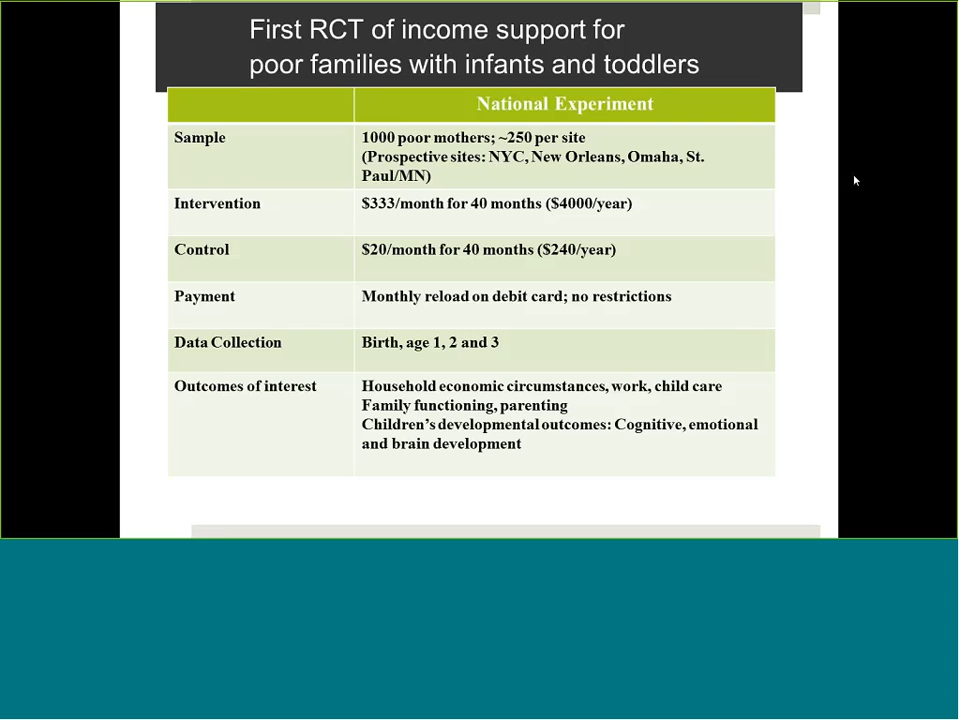 First RCT of income support for
poor families with infants and toddlers
National Experiment
Sample
1000 poor mothers; ~250 per site
(Prospective sites: NYC, New Orleans, Omaha, St.
Paul/MN)
Intervention
$333/month for 40 months ($4000/year)
Control
$20/month for 40 months ($240/year)
Payment
Monthly reload on debit card; no restrictions
Data Collection
Birth, age 1, 2 and 3
Outcomes of interest
Household economic circumstances, work, child care
Family functioning, parenting
Children’s developmental outcomes: Cognitive, emotional
and brain development